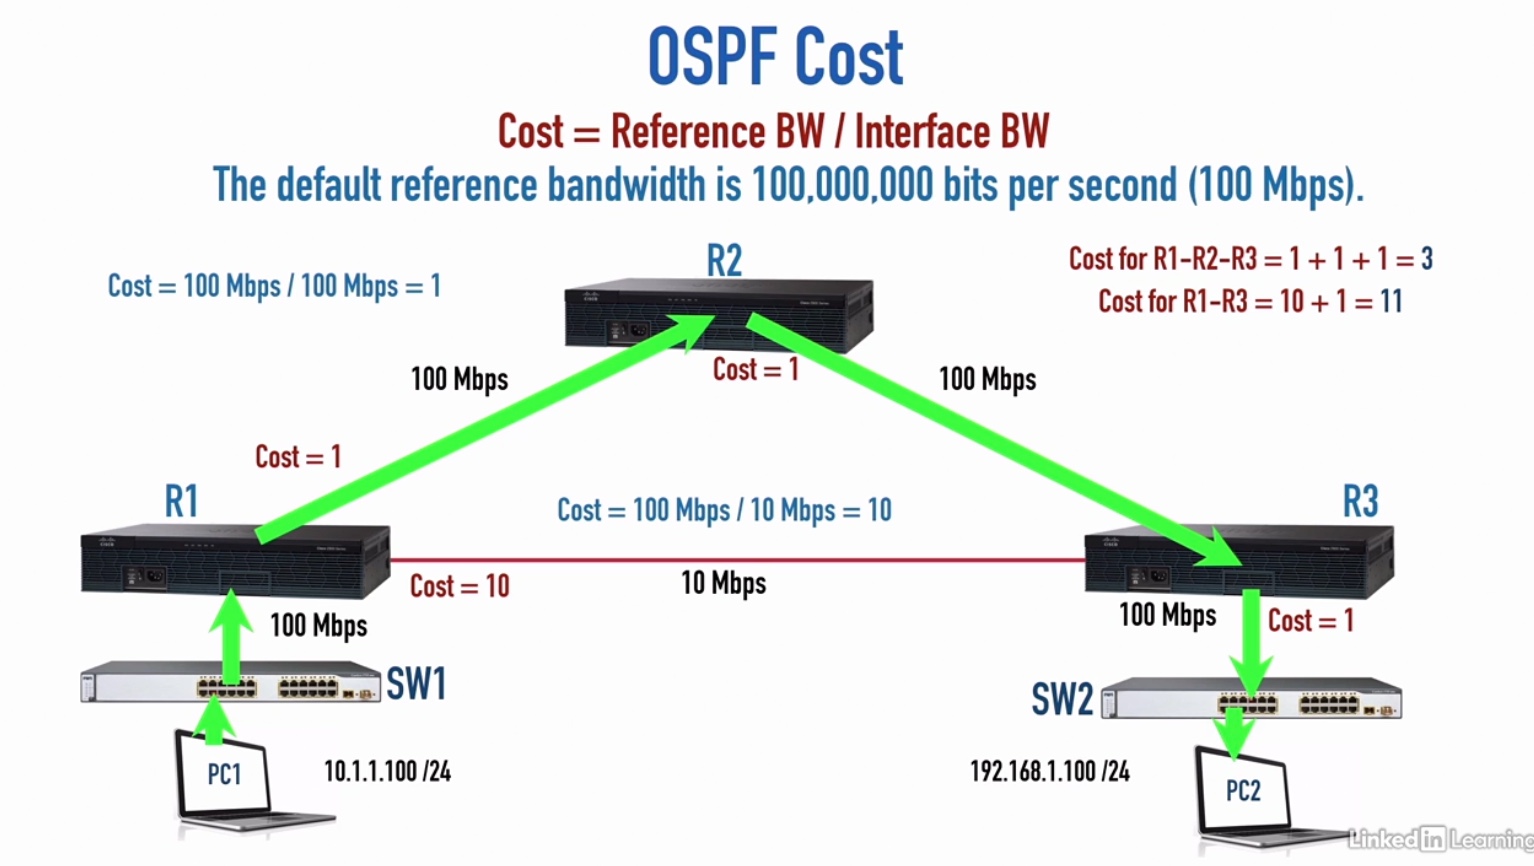 OSPF Cost
Cost = Reference BW / Interface BW
The default reference bandwidth is 100,000,000 bits per second (100 Mbps).
R2
Cost for R1-R2-R3 = 1 + 1 + 1 = 3
Cost = 100 Mbps / 100 Mbps = 1
Cost for R1-R3 = 10 + 1 = 11
Cost = 1
100 Mbps
100 Mbps
Cost = 1
R1
Cost = 100 Mbps / 10 Mbps = 10
R3
CISCO
CISCO
CISCO
Cost = 10
10 Mbps
100 Mbps
100 Mbps
Cost = 1
SW1
SW2
PC1
10.1.1.100 /24
192.168.1.100 /24
PC2
Linked in Learning